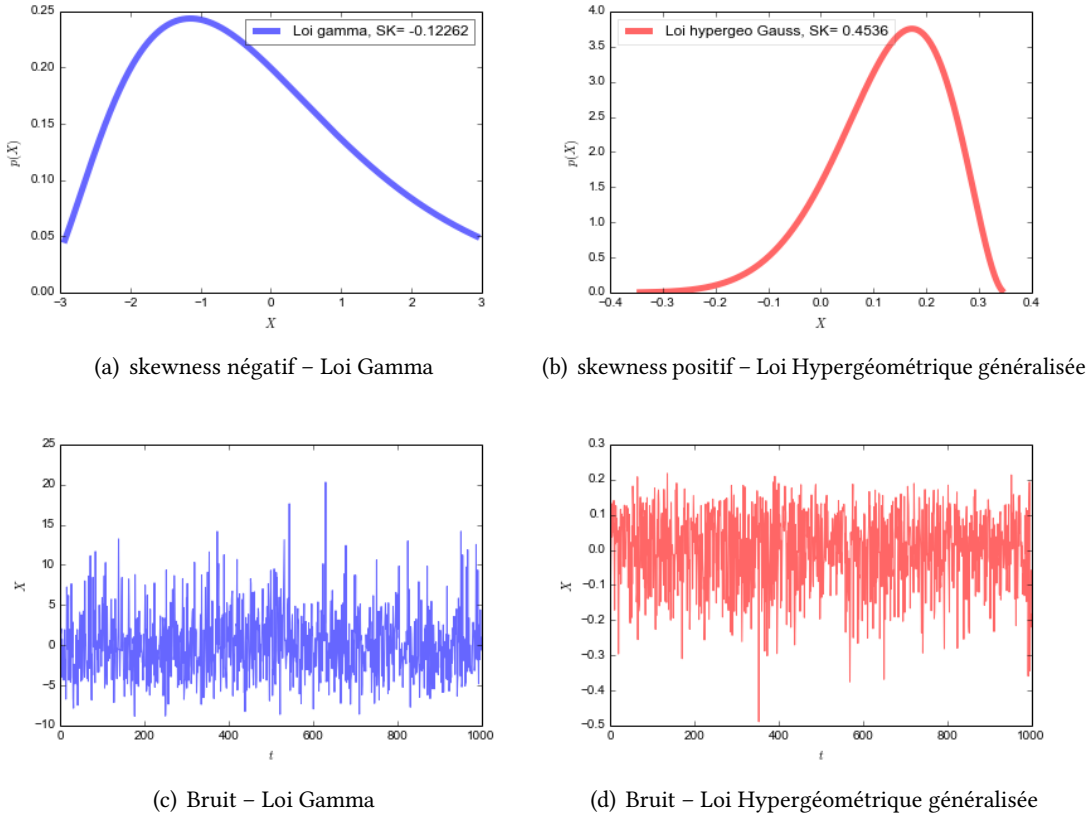 0.25
0.20
0.15
0.10
0.05
0.00
p(X)
Loi gamma, SK= -0.12262
−3 −2 −1 0 1 2 3
X
(a) skewness négatif – Loi Gamma
4.0
3.5
3.0
2.5
2.0
1.5
1.0
0.5
0.0
p(X)
Loi hypergeo Gauss, SK= 0.4536
−0.4 −0.3 −0.2 −0.1 0.0 0.1 0.2 0.3 0.4
X
(b) skewness positif – Loi Hypergéométrique généralisée
25
20
15
10
5
0
−5
−10
X
0 200 400 600 800 1000
t
(c) Bruit – Loi Gamma
0.3
0.2
0.1
0.0
−0.1
−0.2
−0.3
−0.4
−0.5
X
0 200 400 600 800 1000
t
(d) Bruit – Loi Hypergéométrique généralisée